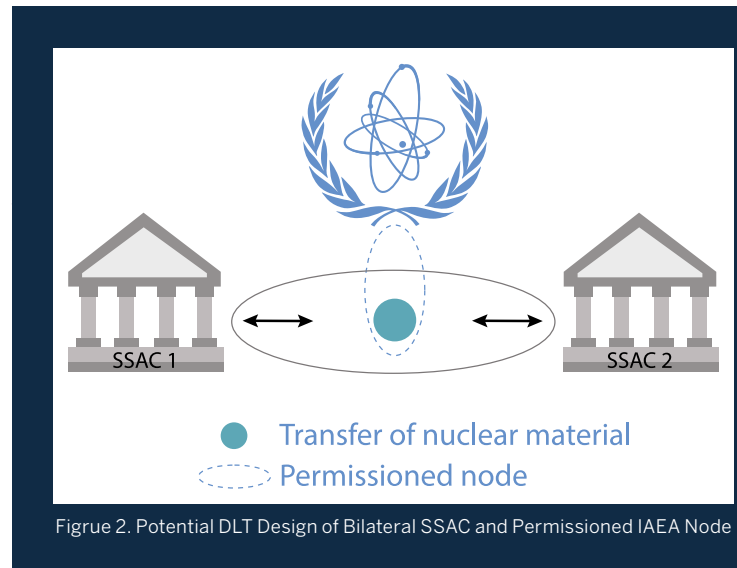 SSAC 1
SSAC 2
Transfer of nuclear material
Permissioned node
Figrue 2. Potential DLT Design of Bilateral SSAC and Permissioned IAEA Node